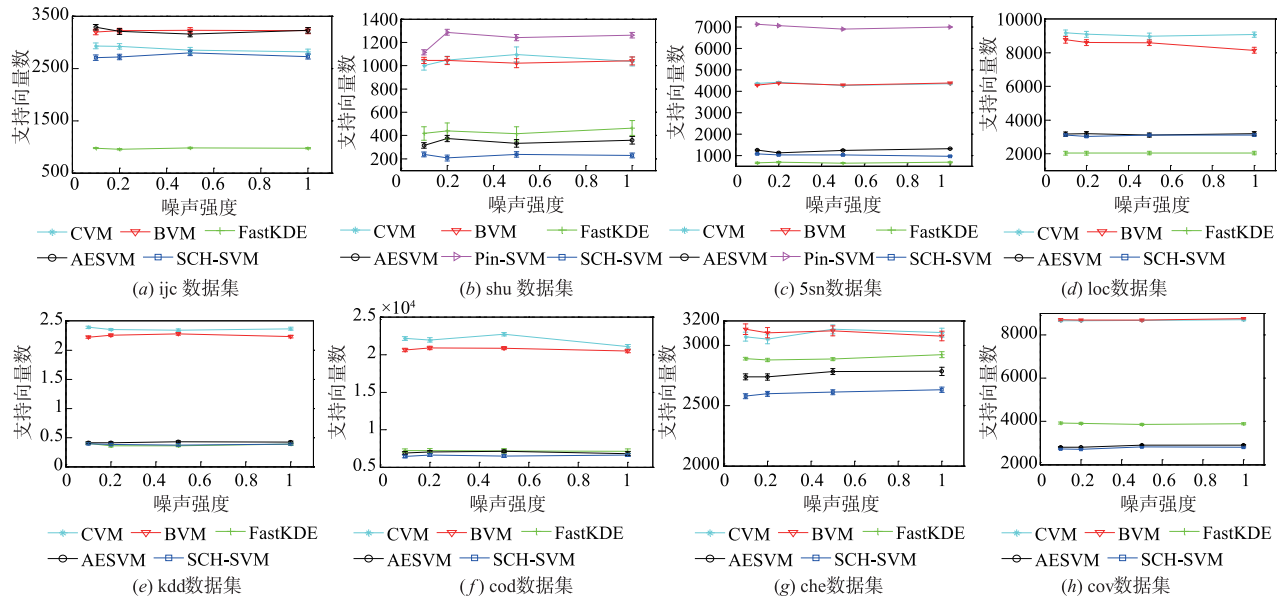 支持向量数
3500
2500
1500
500
0
0.2
0.4
0.6
0.8
1
噪声强度
CVM
BVM
FastKDE
AESVM
SCH-SVM
(a) ijc 数据集
支持向量数
1400
1200
1000
800
600
400
200
0
0.2
0.4
0.6
0.8
1
噪声强度
CVM
BVM
FastKDE
AESVM
Pin-SVM
SCH-SVM
(b) shu 数据集
支持向量数
7000
6000
5000
4000
3000
2000
1000
0
0.2
0.4
0.6
0.8
1
噪声强度
CVM
BVM
FastKDE
AESVM
Pin-SVM
SCH-SVM
(c) 5sn数据集
支持向量数
10000
8000
6000
4000
2000
0
0.2
0.4
0.6
0.8
1
噪声强度
CVM
BVM
FastKDE
AESVM
SCH-SVM
(d) loc数据集
支持向量数
2.5
2
1.5
1
0.5
0
0
0.2
0.4
0.6
0.8
1
噪声强度
CVM
BVM
FastKDE
AESVM
SCH-SVM
(e) kdd数据集
×10⁴
支持向量数
2.5
2
1.5
1
0.5
0
0.2
0.4
0.6
0.8
1
噪声强度
CVM
BVM
FastKDE
AESVM
SCH-SVM
(f) cod数据集
支持向量数
3200
3000
2500
2000
0
0.2
0.4
0.6
0.8
1
噪声强度
CVM
BVM
FastKDE
AESVM
SCH-SVM
(g) che数据集
支持向量数
8000
6000
4000
2000
0
0.2
0.4
0.6
0.8
1
噪声强度
CVM
BVM
FastKDE
AESVM
SCH-SVM
(h) cov数据集